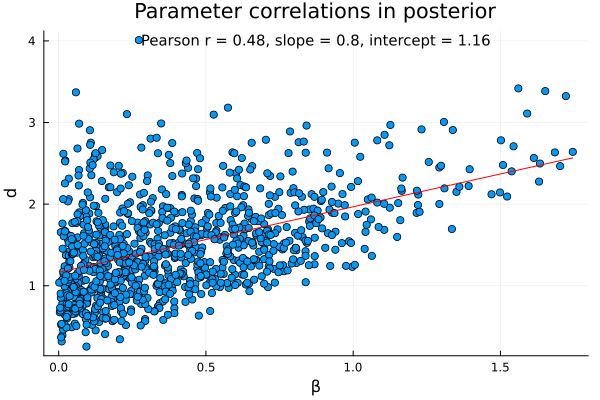 Parameter correlations in posterior
Pearson r = 0.48, slope = 0.8, intercept = 1.16
4
3
2
1
d
0.0 0.5 1.0 1.5
β